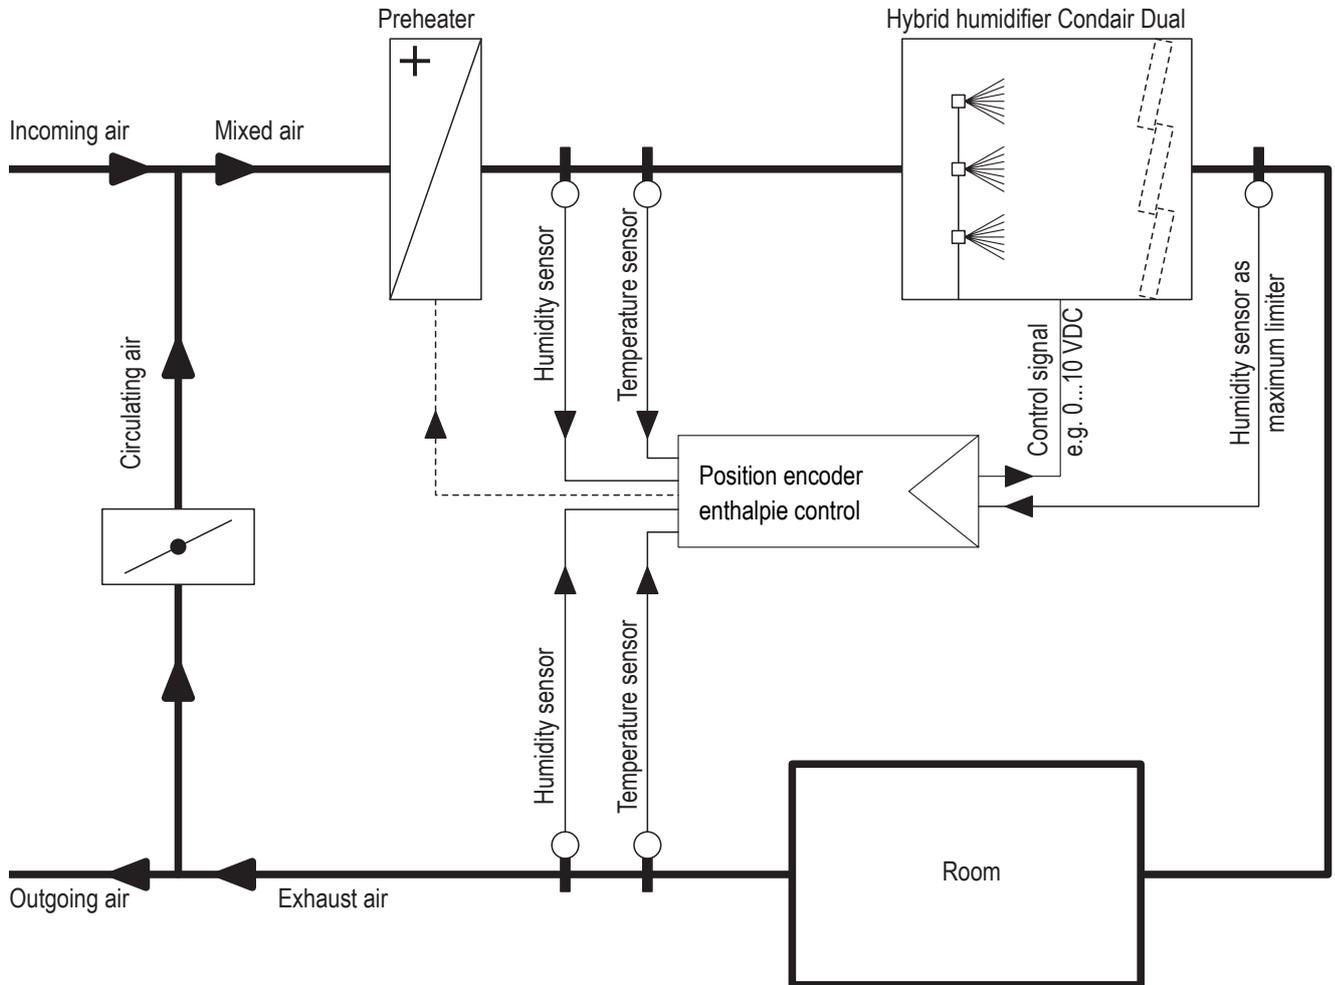 Preheater
Hybrid humidifier Condair Dual
Incoming air
Mixed air
Humidity sensor
Temperature sensor
Circulating air
Control signal
e.g. 0...10 VDC
Humidity sensor as
maximum limiter
Position encoder
enthalpie control
Humidity sensor
Temperature sensor
Room
Outgoing air
Exhaust air